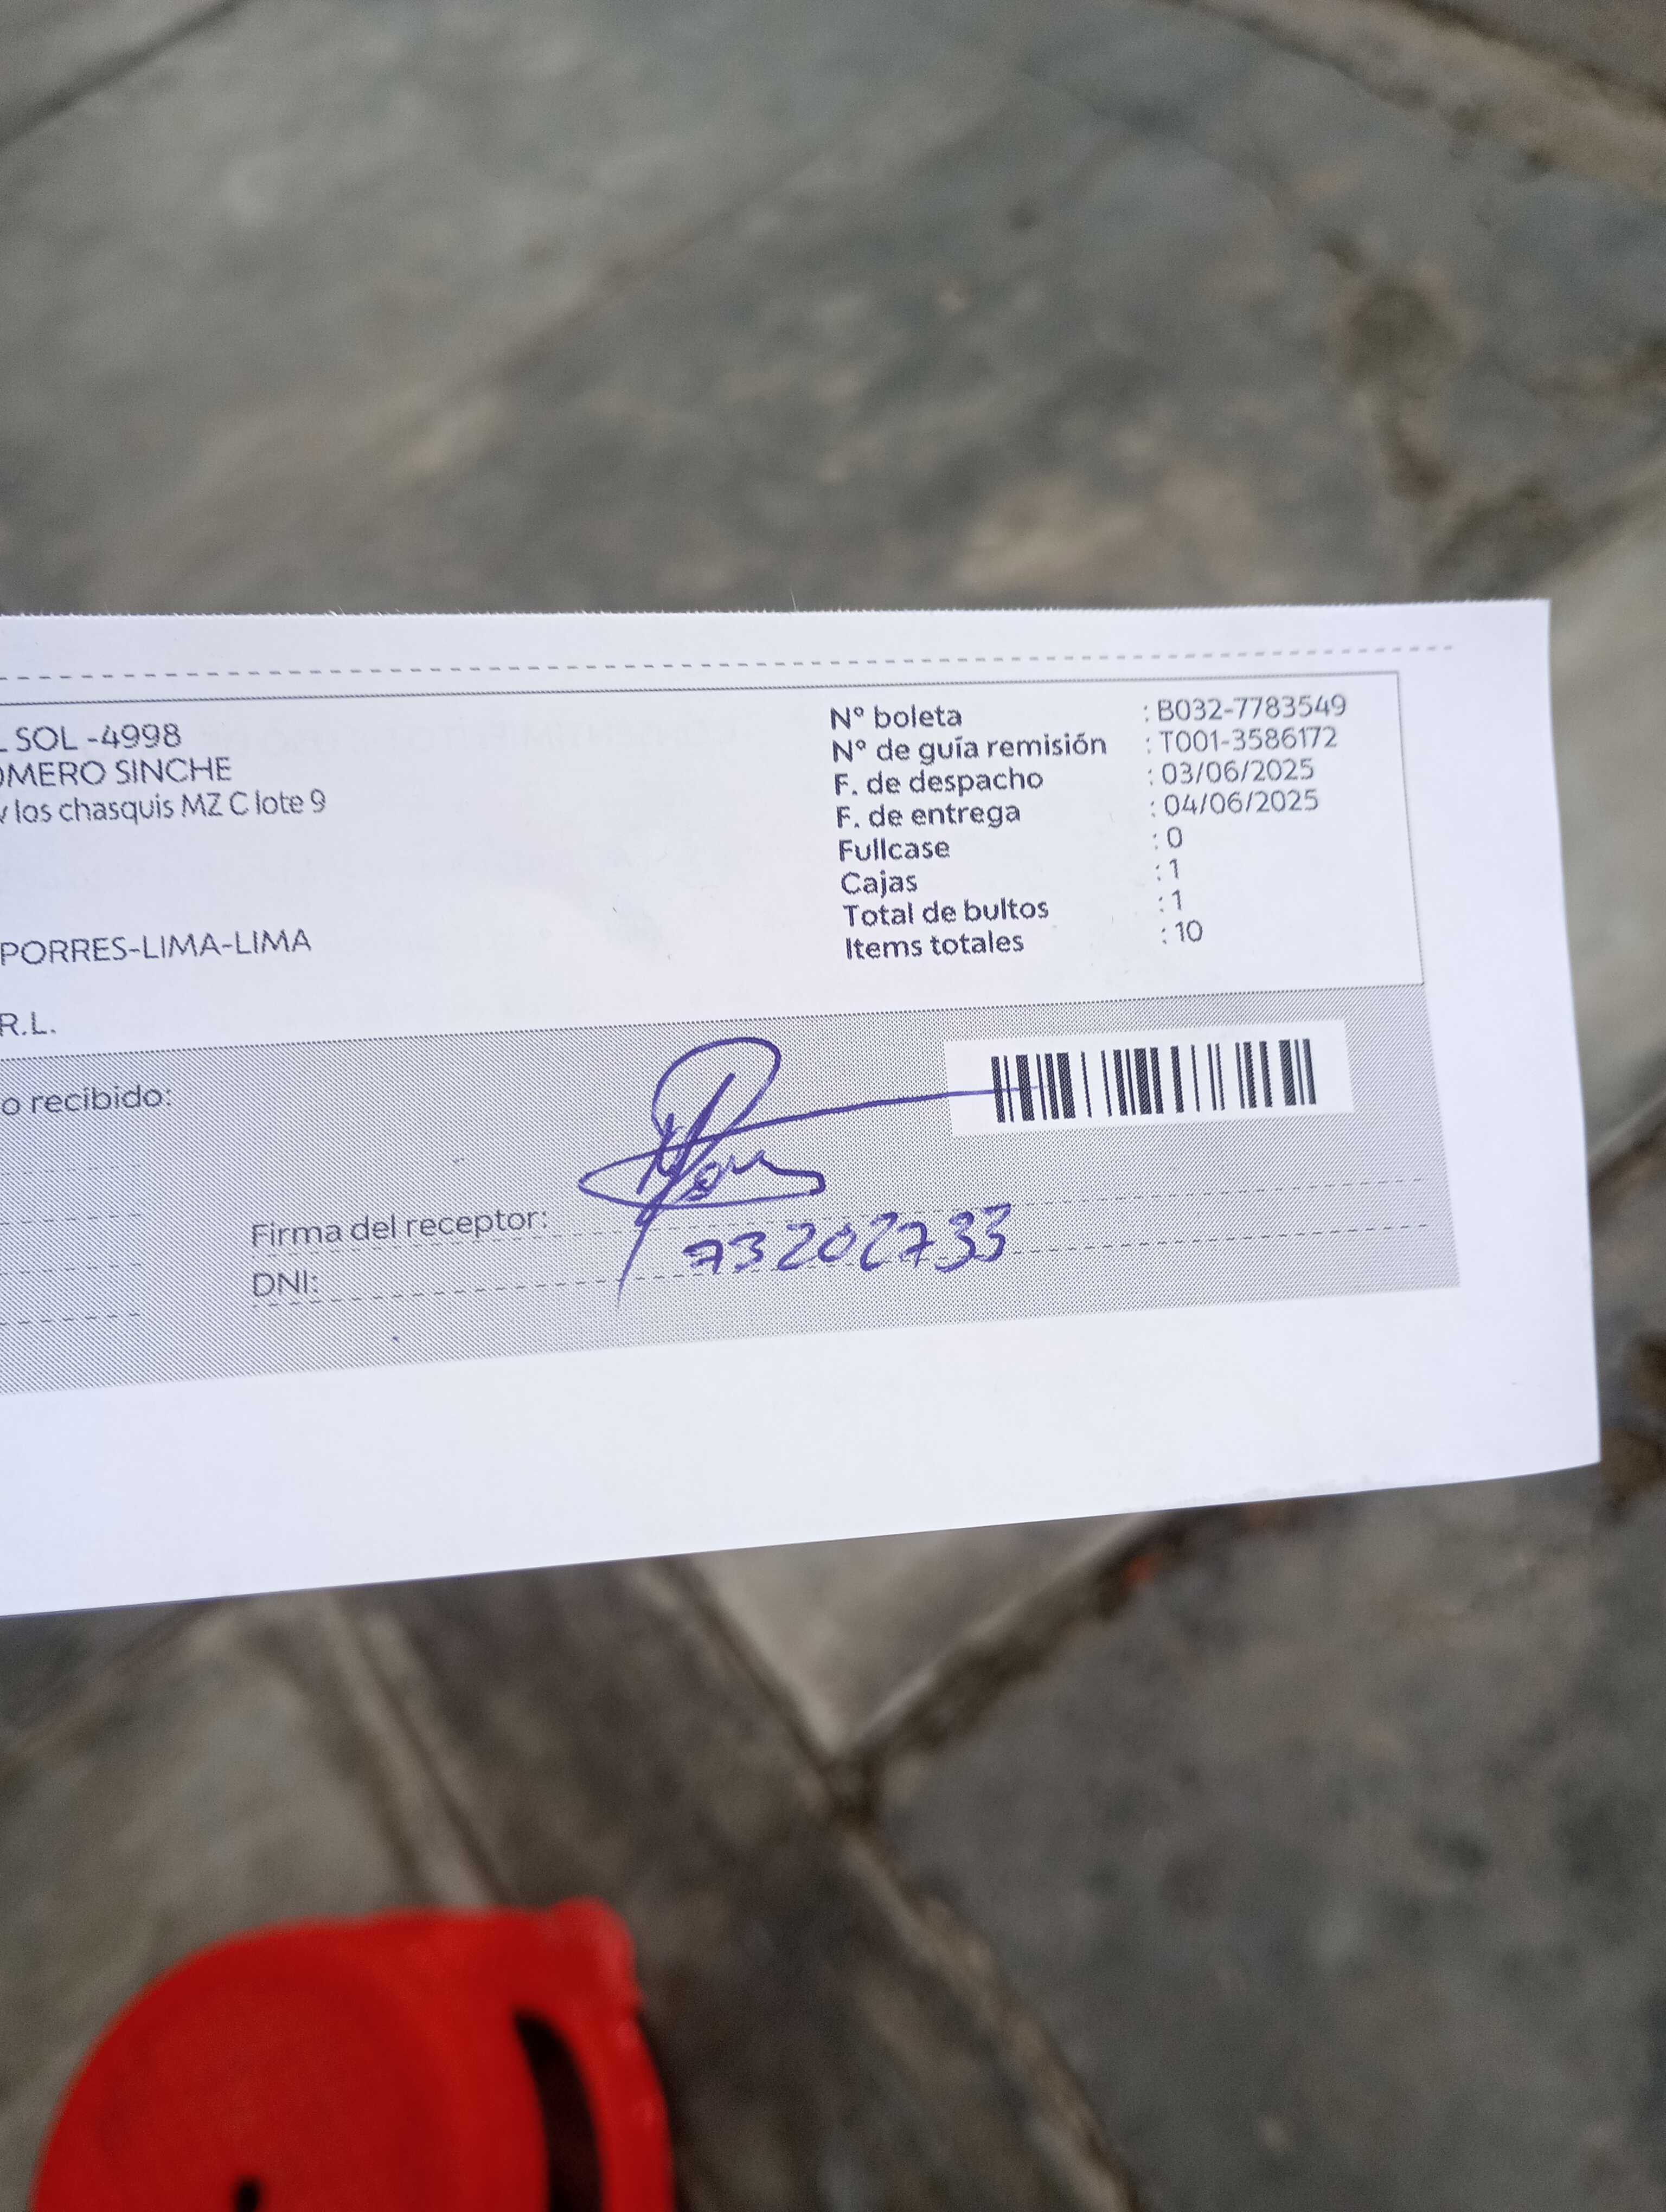 SOL -4998
OMERO SINCHE
y los chasquis MZ C lote 9
PORRES-LIMA-LIMA
R.L.
Nº boleta : B032-7783549
Nº de guía remisión : T001-3586172
F. de despacho : 03/06/2025
F. de entrega : 04/06/2025
Fullcase : 0
Cajas : 1
Total de bultos : 1
Items totales : 10
o recibido:
Firma del receptor:
DNI: 73202733